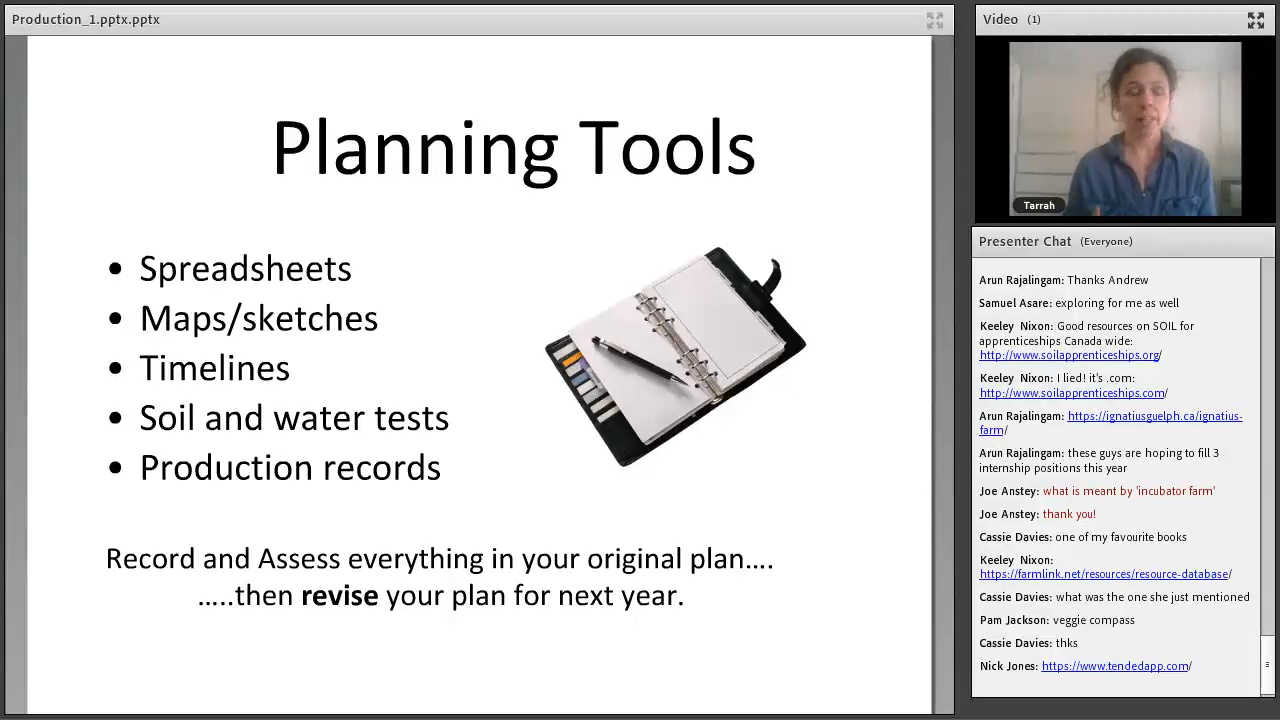 Production_1.pptx.pptx
Planning Tools
• Spreadsheets
• Maps/sketches
• Timelines
• Soil and water tests
• Production records
Record and Assess everything in your original plan....
.....then revise your plan for next year.
Video (1)
Tarrah
Presenter Chat (Everyone)
Arun Rajalingam: Thanks Andrew
Samuel Asare: exploring for me as well
Keeley Nixon: Good resources on SOIL for
apprenticeships Canada wide:
http://www.soilapprenticeships.org/
Keeley Nixon: I lied! it's .com:
http://www.soilapprenticeships.com/
Arun Rajalingam: https://ignatiusguelph.ca/ignatius-
farm/
Arun Rajalingam: these guys are hoping to fill 3
internship positions this year
Joe Anstey: what is meant by 'incubator farm'
Joe Anstey: thank you!
Cassie Davies: one of my favourite books
Keeley Nixon:
https://farmlink.net/resources/resource-database/
Cassie Davies: what was the one she just mentioned
Pam Jackson: veggie compass
Cassie Davies: thks
Nick Jones: https://www.tendedapp.com/